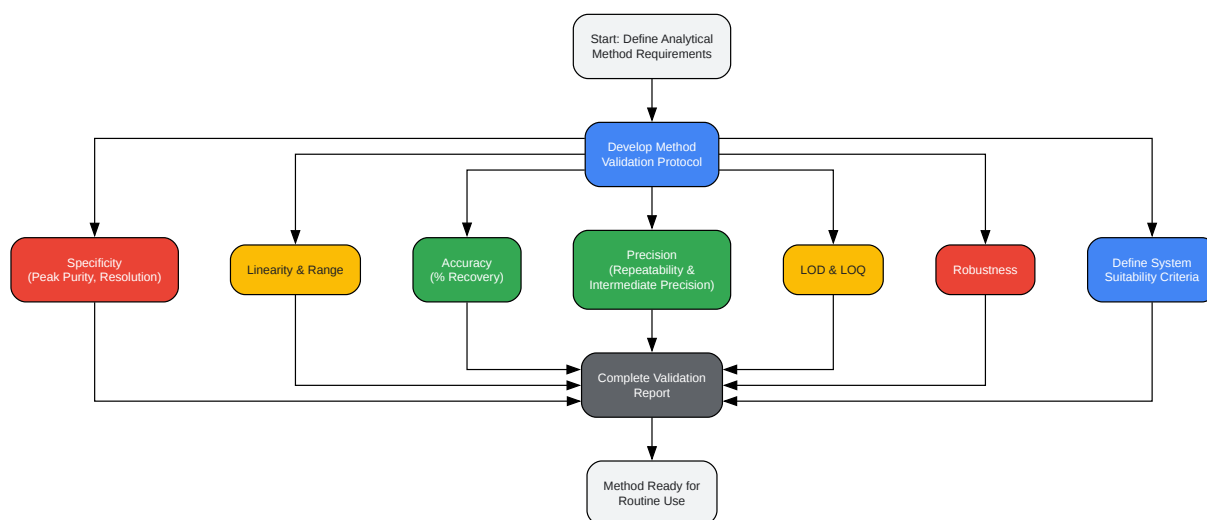 Start: Define Analytical
Method Requirements
Develop Method
Validation Protocol
Specificity
(Peak Purity, Resolution)
Linearity & Range
Accuracy
(% Recovery)
Precision
(Repeatability &
Intermediate Precision)
LOD & LOQ
Robustness
Define System
Suitability Criteria
Complete Validation
Report
Method Ready for
Routine Use